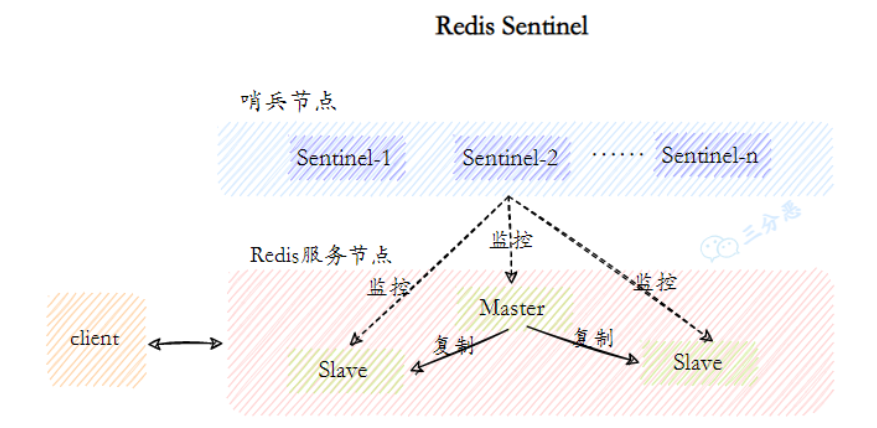 Redis Sentinel
哨兵节点
Sentinel-1
Sentinel-2
……
Sentinel-n
三分恶
监控
Redis服务节点
监控
监控
Master
client
复制
复制
Slave
Slave